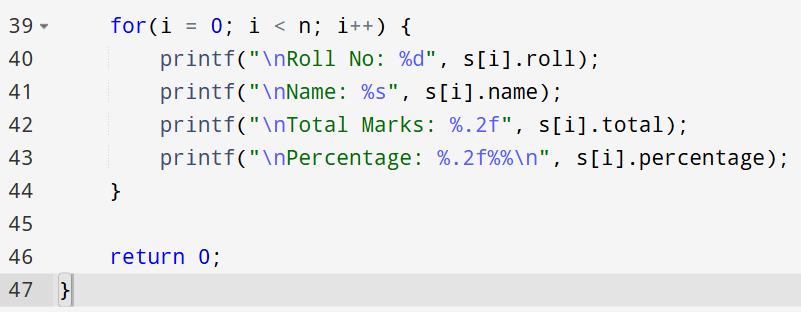 39 for(i = 0; i < n; i++) {
40 printf("\nRoll No: %d", s[i].roll);
41 printf("\nName: %s", s[i].name);
42 printf("\nTotal Marks: %.2f", s[i].total);
43 printf("\nPercentage: %.2f%%\n", s[i].percentage);
44 }
45
46 return 0;
47 }